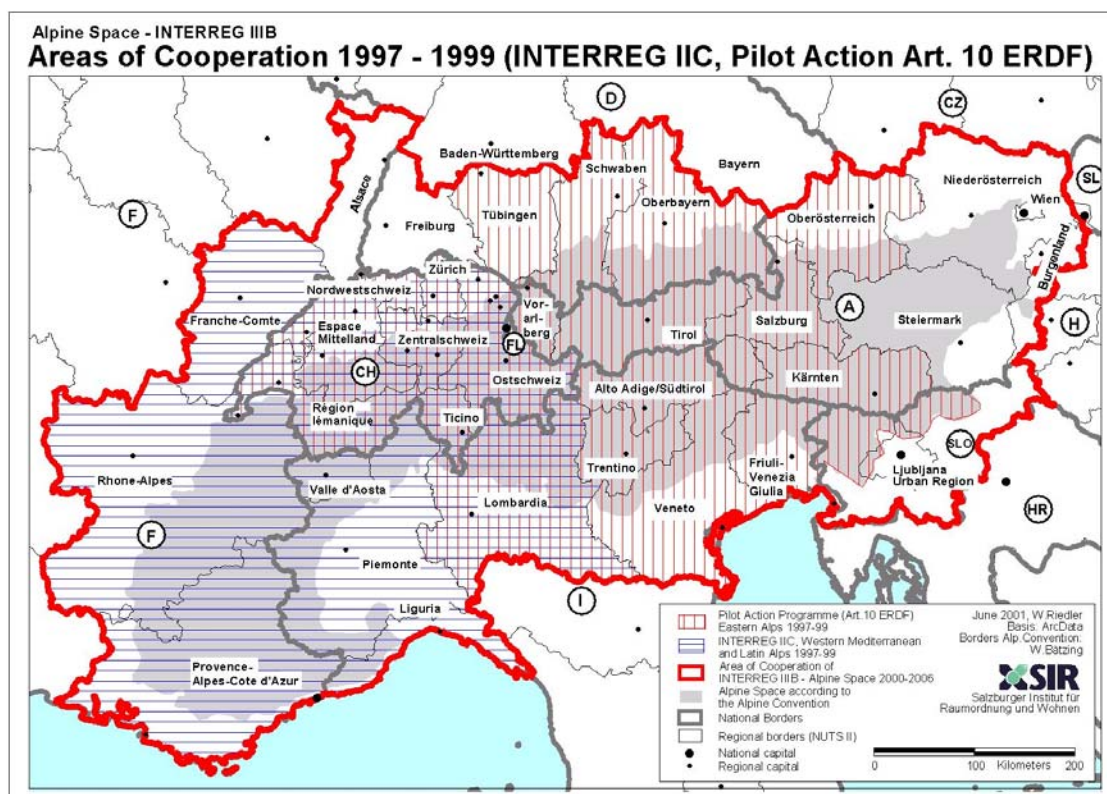 Alpine Space - INTERREG IIIB
Areas of Cooperation 1997 - 1999 (INTERREG IIC, Pilot Action Art. 10 ERDF)
D
CZ
Baden-Württemberg
Schwaben
Bayern
Niederösterreich
SL
Alsace
Oberbayern
Wien
F
Tübingen
Oberösterreich
Freiburg
Burgenland
Zürich
Nordwestschweiz
Franche-Comte
Vor-
arl-
berg
A
Espace
Mittelland
Zentralschweiz
FL
Tirol
Salzburg
Steiermark
H
CH
Ostschweiz
Alto Adige/Südtirol
Kärnten
Région
lémanique
Ticino
SLO
Rhone-Alpes
Valle d'Aosta
Trentino
Friuli-
Venezia
Giulia
Ljubljana
Urban Region
HR
Lombardia
Veneto
F
Piemonte
I
Liguria
Provence-
Alpes-Cote d'Azur
Pilot Action Programme (Art.10 ERDF)
Eastern Alps 1997-99
INTERREG IIC, Western Mediterranean
and Latin Alps 1997-99
Area of Cooperation of
INTERREG IIIB - Alpine Space 2000-2006
Alpine Space according to
the Alpine Convention
National Borders
Regional borders (NUTS II)
National capital
Regional capital
June 2001, W.Riedler
Basis: ArcData
Borders Alp.Convention:
W.Bätzing
SIR
Salzburger Institut für
Raumordnung und Wohnen
0 100 Kilometers 200